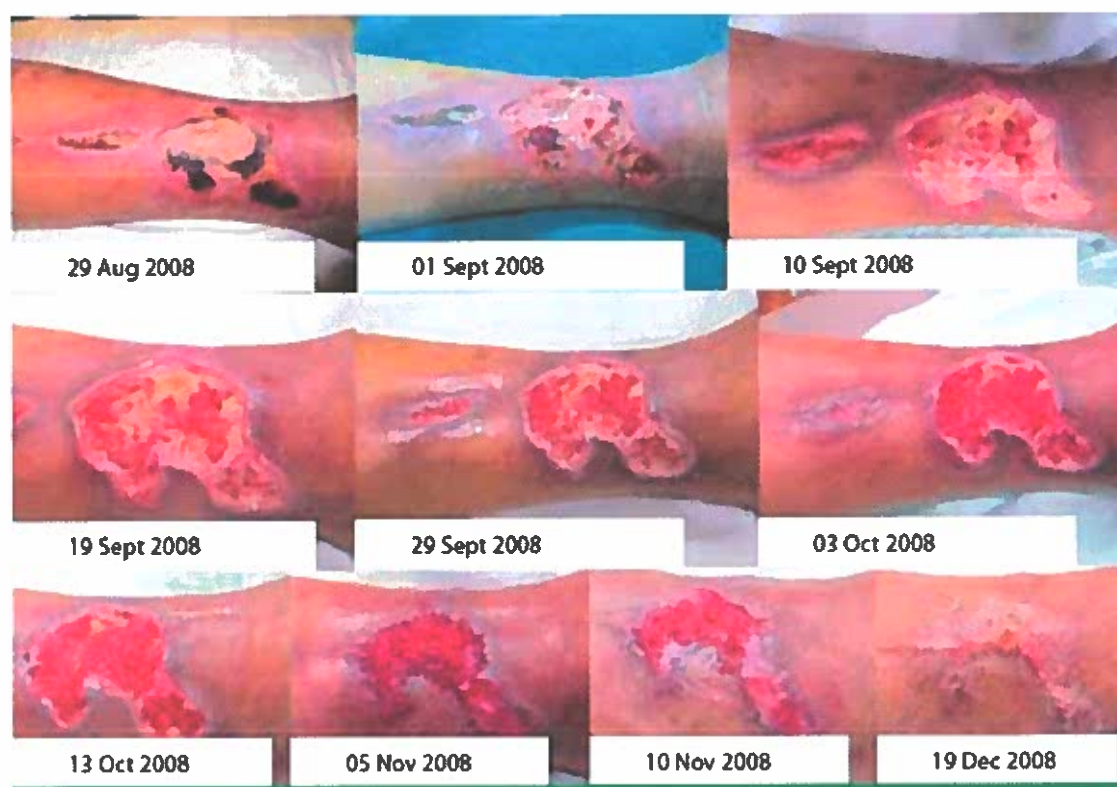 29 Aug 2008
01 Sept 2008
10 Sept 2008
19 Sept 2008
29 Sept 2008
03 Oct 2008
13 Oct 2008
05 Nov 2008
10 Nov 2008
19 Dec 2008